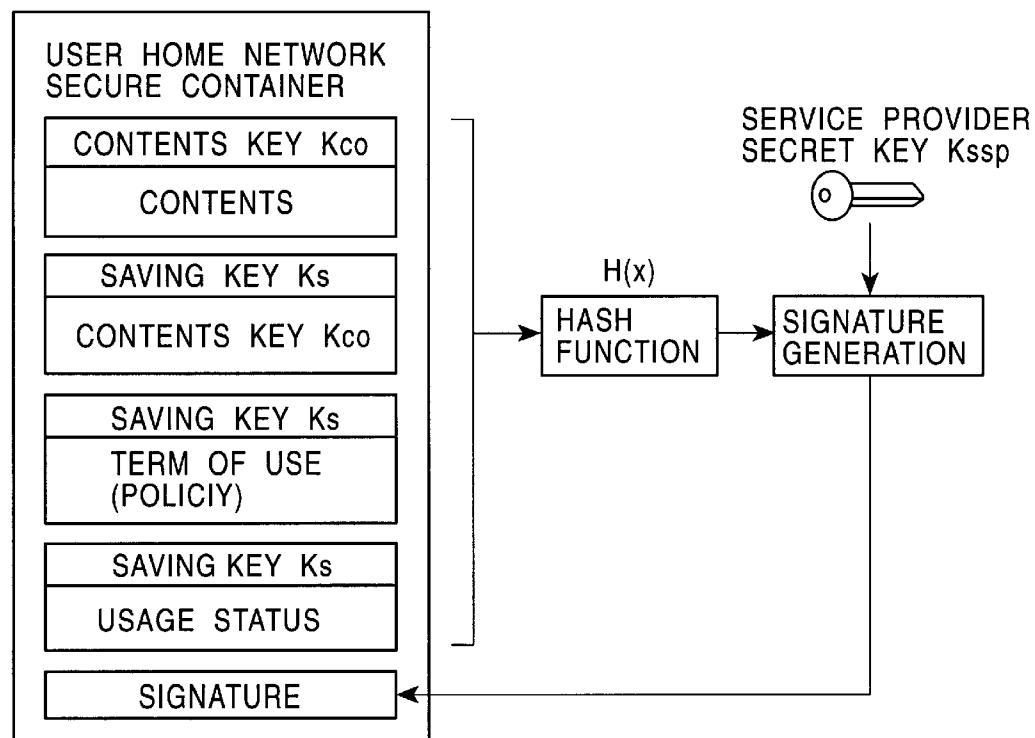 USER HOME NETWORK
SECURE CONTAINER
CONTENTS KEY Kco
CONTENTS
SAVING KEY Ks
CONTENTS KEY Kco
SAVING KEY Ks
TERM OF USE
(POLICIY)
SAVING KEY Ks
USAGE STATUS
SIGNATURE
H(x)
HASH
FUNCTION
SERVICE PROVIDER
SECRET KEY Kssp
SIGNATURE
GENERATION